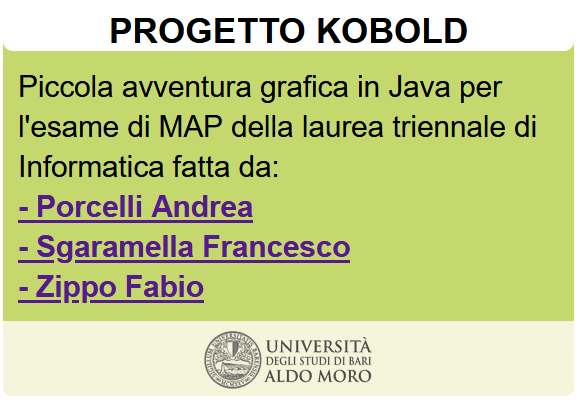 PROGETTO KOBOLD
Piccola avventura grafica in Java per
l'esame di MAP della laurea triennale di
Informatica fatta da:
- Porcelli Andrea
- Sgaramella Francesco
- Zippo Fabio
UNIVERSITÀ
DEGLI STUDI DI BARI
ALDO MORO